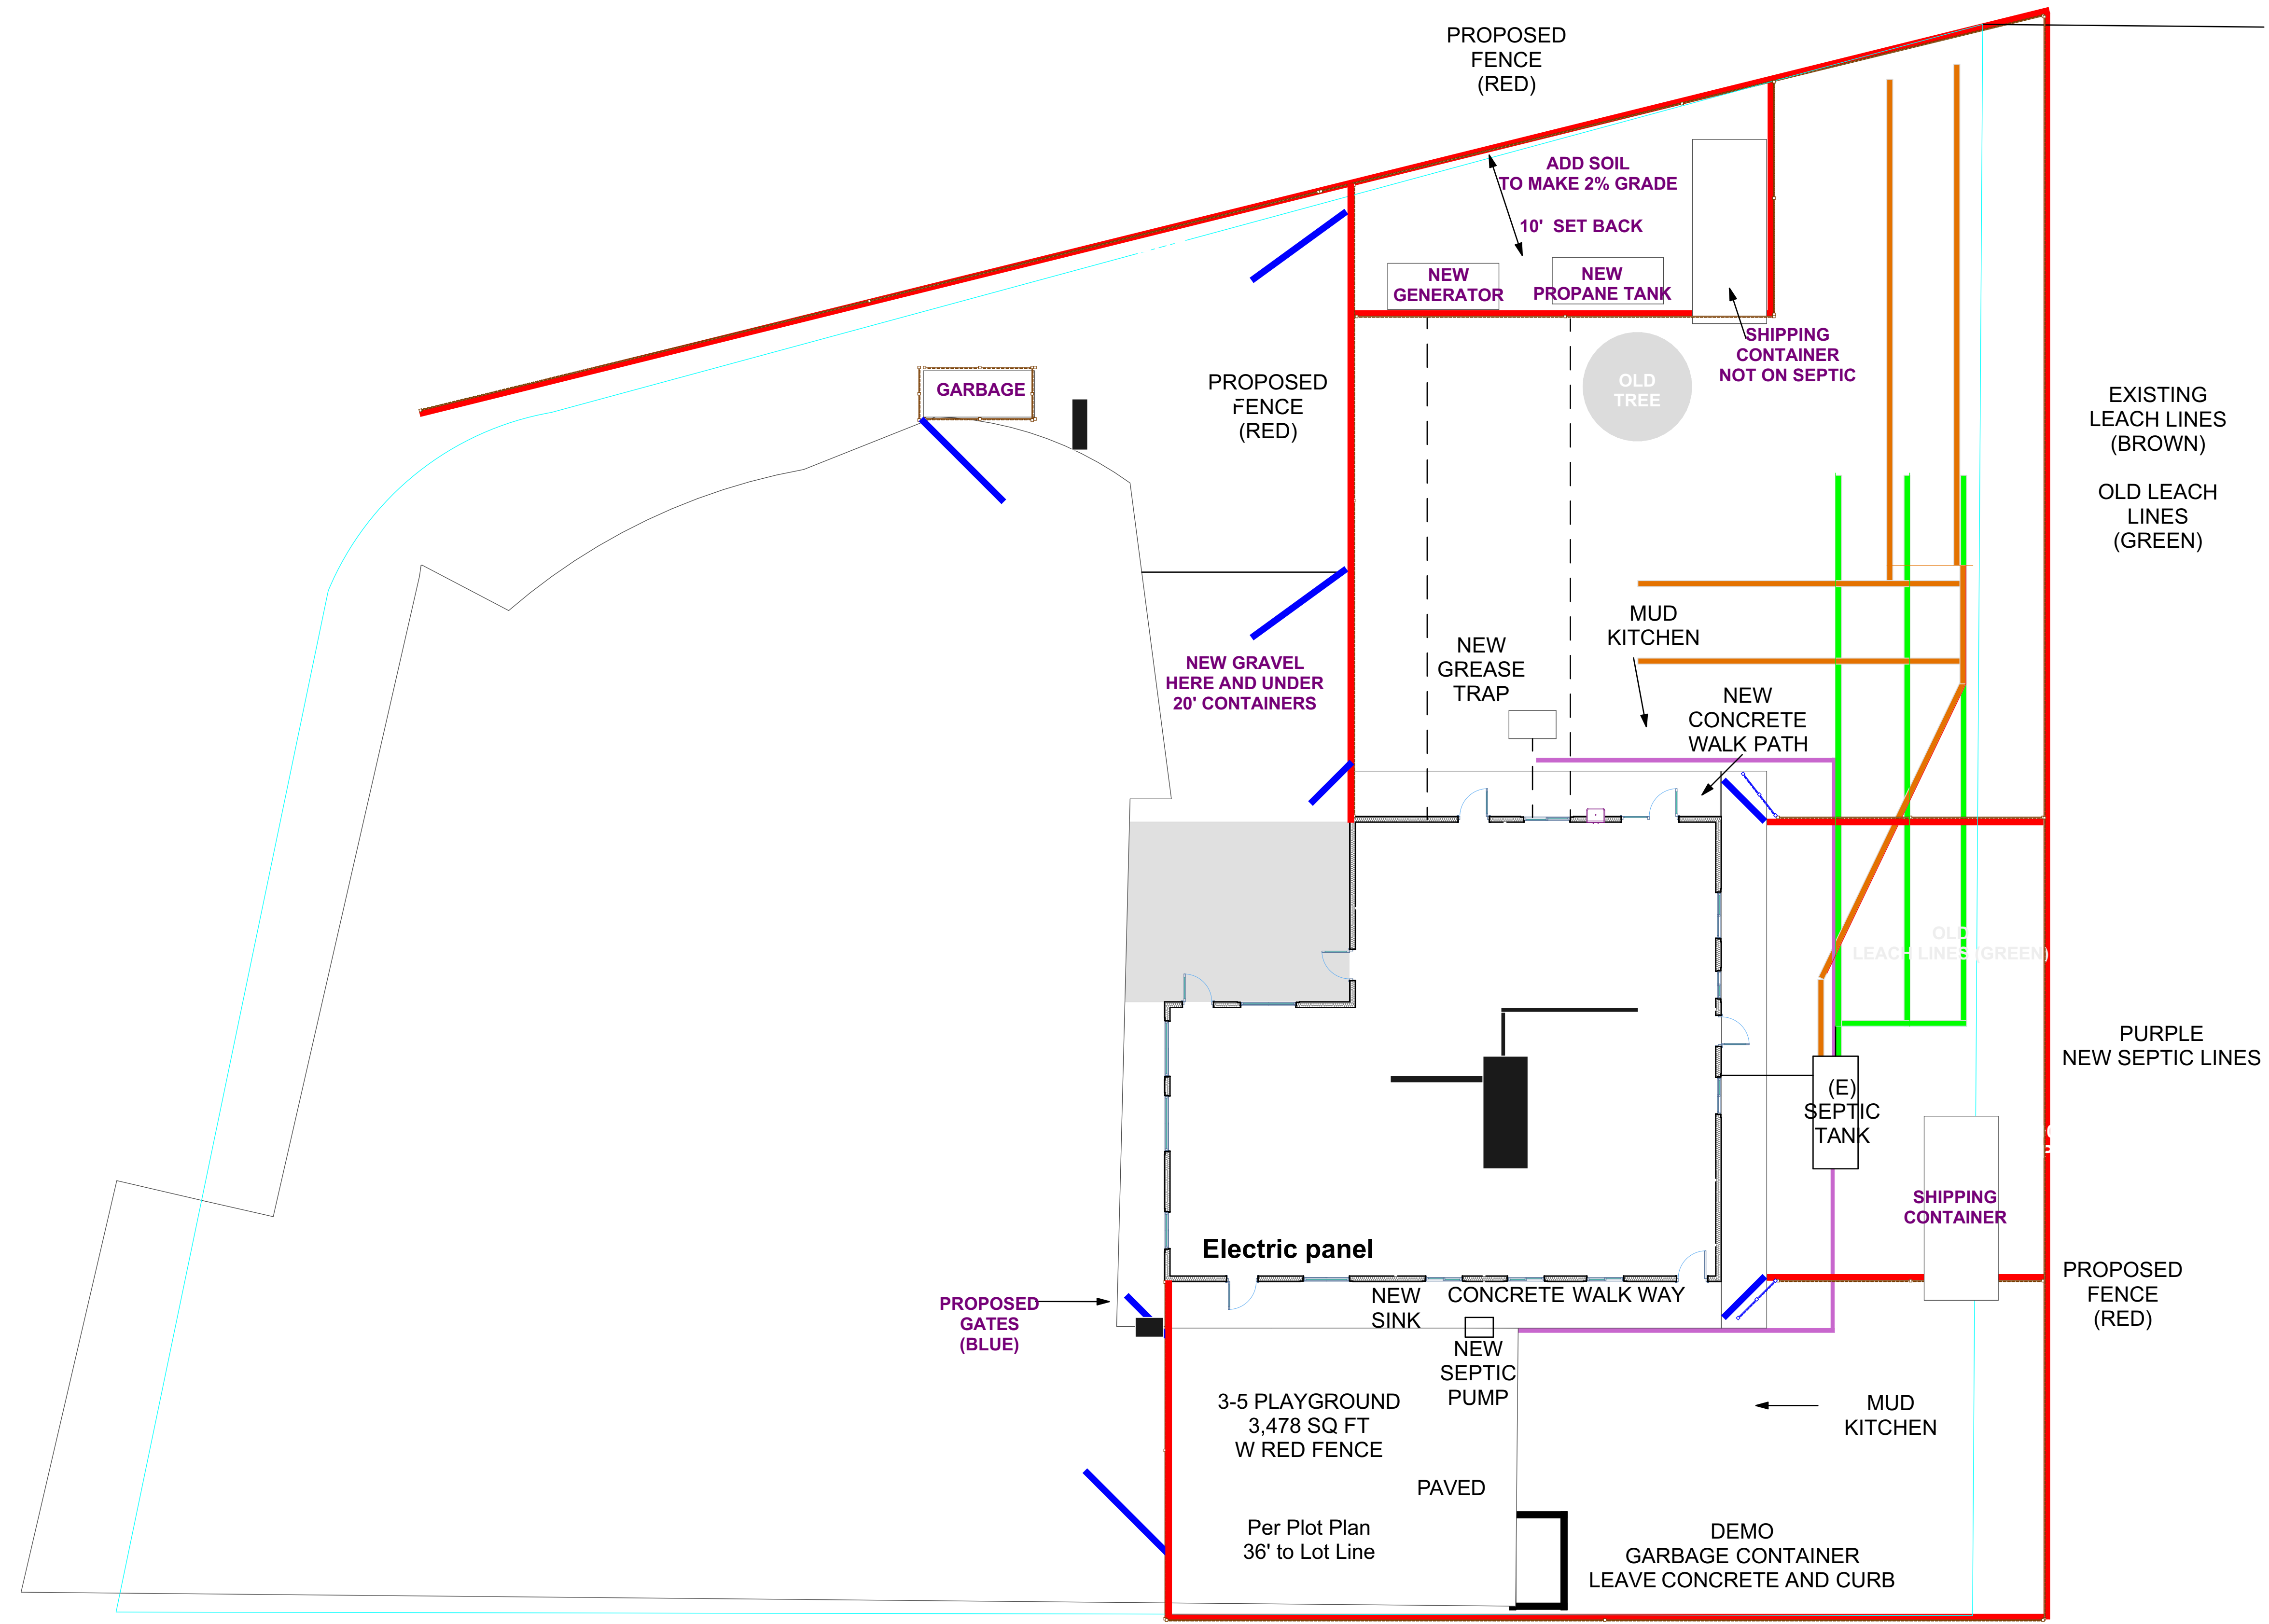 PROPOSED
FENCE
(RED)
ADD SOIL
TO MAKE 2% GRADE
10' SET BACK
NEW
GENERATOR
NEW
PROPANE TANK
SHIPPING
CONTAINER
NOT ON SEPTIC
OLD
TREE
GARBAGE
PROPOSED
FENCE
(RED)
EXISTING
LEACH LINES
(BROWN)
OLD LEACH
LINES
(GREEN)
MUD
KITCHEN
NEW
GREASE
TRAP
NEW GRAVEL
HERE AND UNDER
20' CONTAINERS
NEW
CONCRETE
WALK PATH
OLD
LEACH LINES (GREEN)
PURPLE
NEW SEPTIC LINES
(E)
SEPTIC
TANK
SHIPPING
CONTAINER
Electric panel
PROPOSED
GATES
(BLUE)
NEW
SINK
CONCRETE WALK WAY
PROPOSED
FENCE
(RED)
NEW
SEPTIC
PUMP
3-5 PLAYGROUND
3,478 SQ FT
W RED FENCE
MUD
KITCHEN
PAVED
Per Plot Plan
36' to Lot Line
DEMO
GARBAGE CONTAINER
LEAVE CONCRETE AND CURB